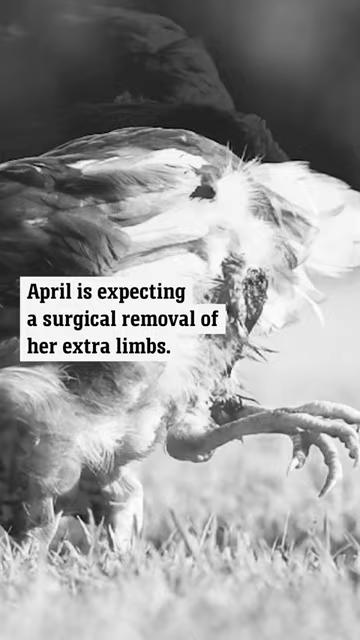 April is expecting
a surgical removal of
her extra limbs.